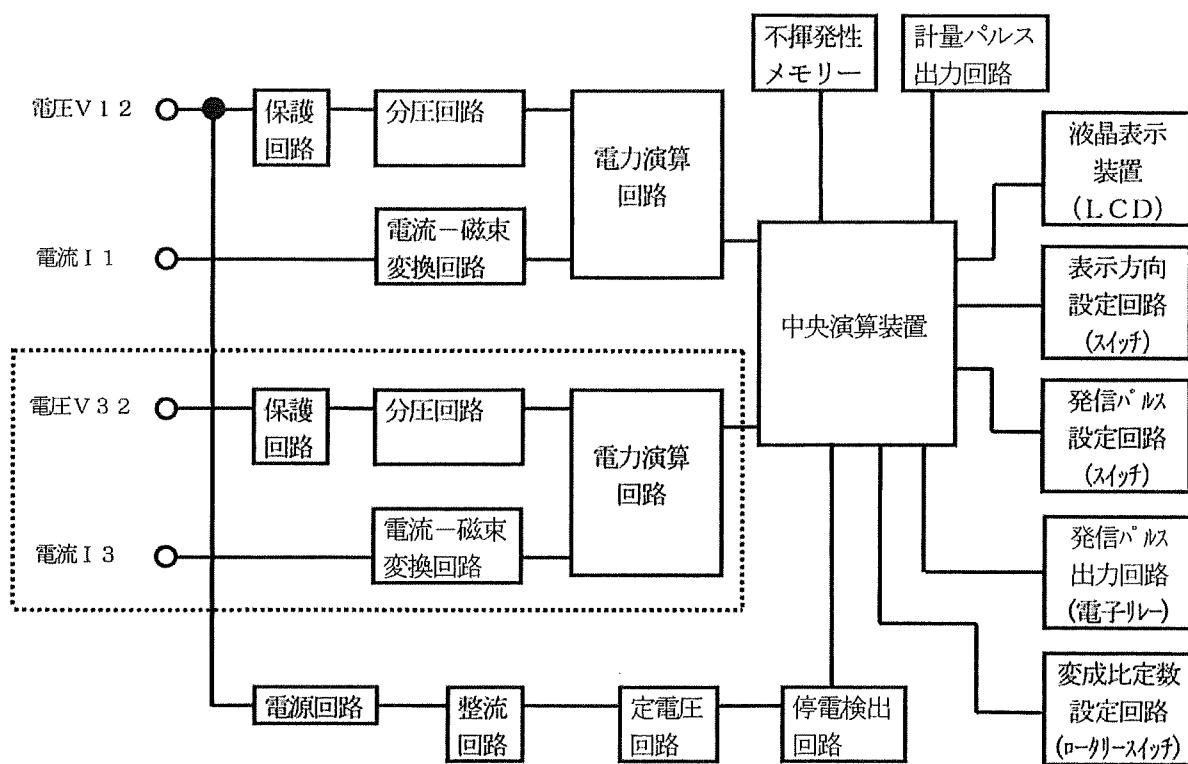 不揮発性
メモリー
計量パルス
出力回路
電圧V12
保護
回路
分圧回路
電力演算
回路
液晶表示
装置
(LCD)
電流I1
電流－磁束
変換回路
中央演算装置
表示方向
設定回路
(スイッチ)
電圧V32
保護
回路
分圧回路
電力演算
回路
発信パルス
設定回路
(スイッチ)
電流I3
電流－磁束
変換回路
発信パルス
出力回路
(電子リレー)
電源回路
整流
回路
定電圧
回路
停電検出
回路
変成比定数
設定回路
(ロータリースイッチ)